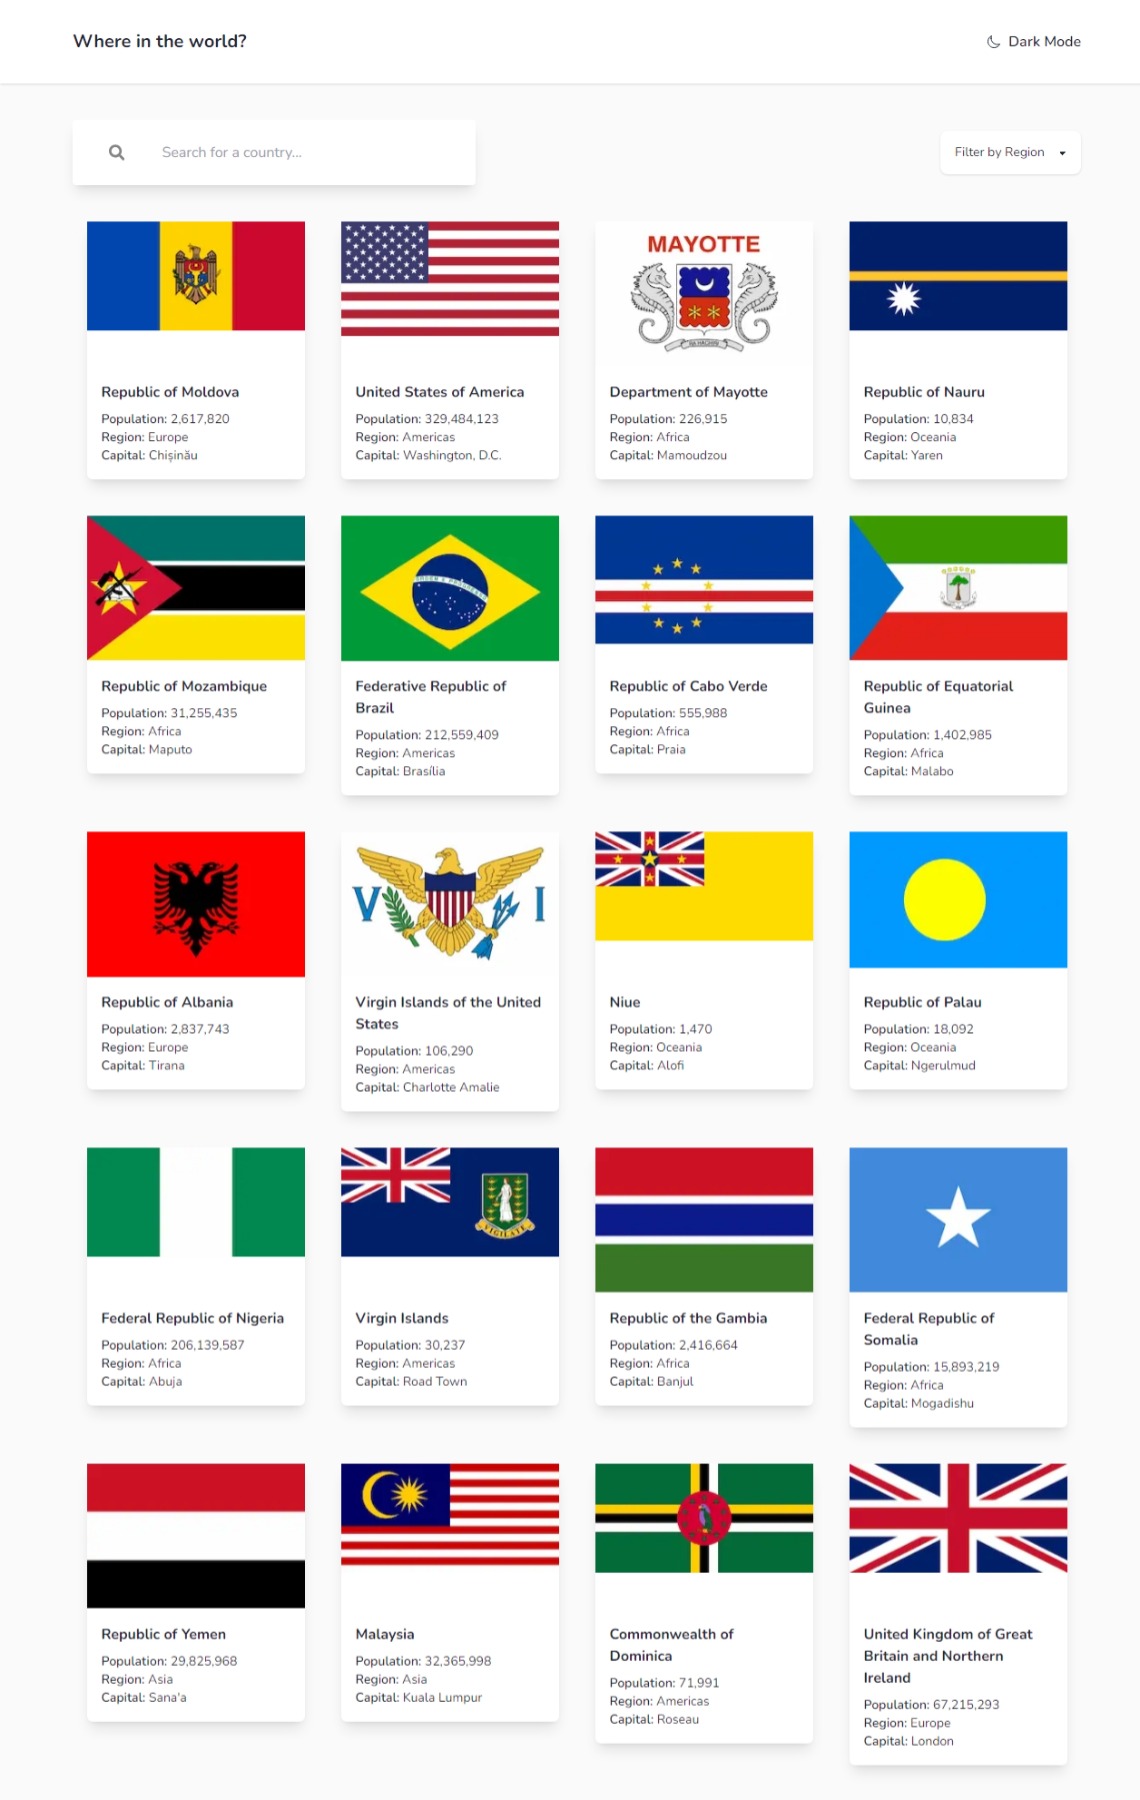 Where in the world?
Dark Mode
Search for a country...
Filter by Region
MAYOTTE
Republic of Moldova
Population: 2,617,820
Region: Europe
Capital: Chișinău
United States of America
Population: 329,484,123
Region: Americas
Capital: Washington, D.C.
Department of Mayotte
Population: 226,915
Region: Africa
Capital: Mamoudzou
Republic of Nauru
Population: 10,834
Region: Oceania
Capital: Yaren
Republic of Mozambique
Population: 31,255,435
Region: Africa
Capital: Maputo
Federative Republic of
Brazil
Population: 212,559,409
Region: Americas
Capital: Brasília
Republic of Cabo Verde
Population: 555,988
Region: Africa
Capital: Praia
Republic of Equatorial
Guinea
Population: 1,402,985
Region: Africa
Capital: Malabo
V I
Republic of Albania
Population: 2,837,743
Region: Europe
Capital: Tirana
Virgin Islands of the United
States
Population: 106,290
Region: Americas
Capital: Charlotte Amalie
Niue
Population: 1,470
Region: Oceania
Capital: Alofi
Republic of Palau
Population: 18,092
Region: Oceania
Capital: Ngerulmud
VIGILATE
Federal Republic of Nigeria
Population: 206,139,587
Region: Africa
Capital: Abuja
Virgin Islands
Population: 30,237
Region: Americas
Capital: Road Town
Republic of the Gambia
Population: 2,416,664
Region: Africa
Capital: Banjul
Federal Republic of
Somalia
Population: 15,893,219
Region: Africa
Capital: Mogadishu
Republic of Yemen
Population: 29,825,968
Region: Asia
Capital: Sana'a
Malaysia
Population: 32,365,998
Region: Asia
Capital: Kuala Lumpur
Commonwealth of
Dominica
Population: 71,991
Region: Americas
Capital: Roseau
United Kingdom of Great
Britain and Northern
Ireland
Population: 67,215,293
Region: Europe
Capital: London